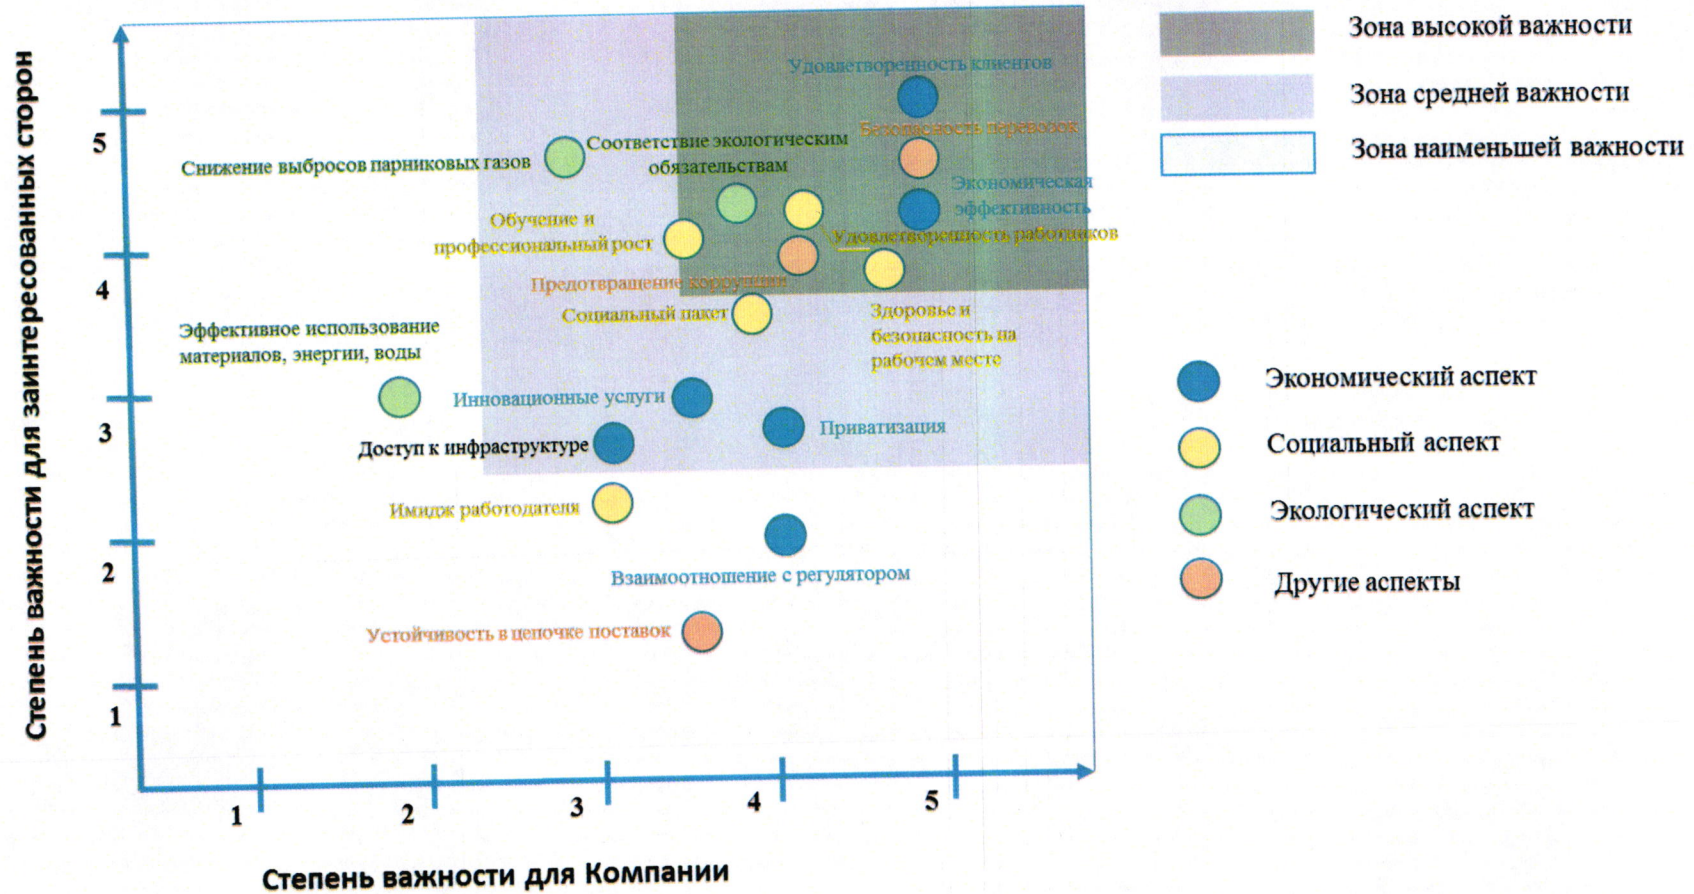 Степень важности для заинтересованных сторон
5
4
3
2
1
1
2
3
4
5
Степень важности для Компании
Удовлетворенность клиентов
Безопасность перевозок
Соответствие экологическим
обязательствам
Снижение выбросов парниковых газов
Экономическая
эффективность
Обучение и
профессиональный рост
Удовлетворенность работников
Предотвращение коррупции
Социальный пакет
Здоровье и
безопасность на
рабочем месте
Эффективное использование
материалов, энергии, воды
Инновационные услуги
Приватизация
Доступ к инфраструктуре
Имидж работодателя
Взаимоотношение с регулятором
Устойчивость в цепочке поставок
Зона высокой важности
Зона средней важности
Зона наименьшей важности
Экономический аспект
Социальный аспект
Экологический аспект
Другие аспекты